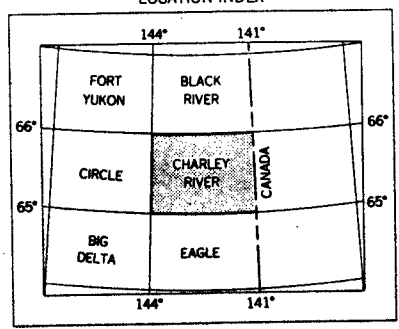 LOCATION INDEX
144° 141°
FORT
YUKON
BLACK
RIVER
66° 66°
CIRCLE
CHARLEY
RIVER
CANADA
65° 65°
BIG
DELTA
EAGLE
144° 141°